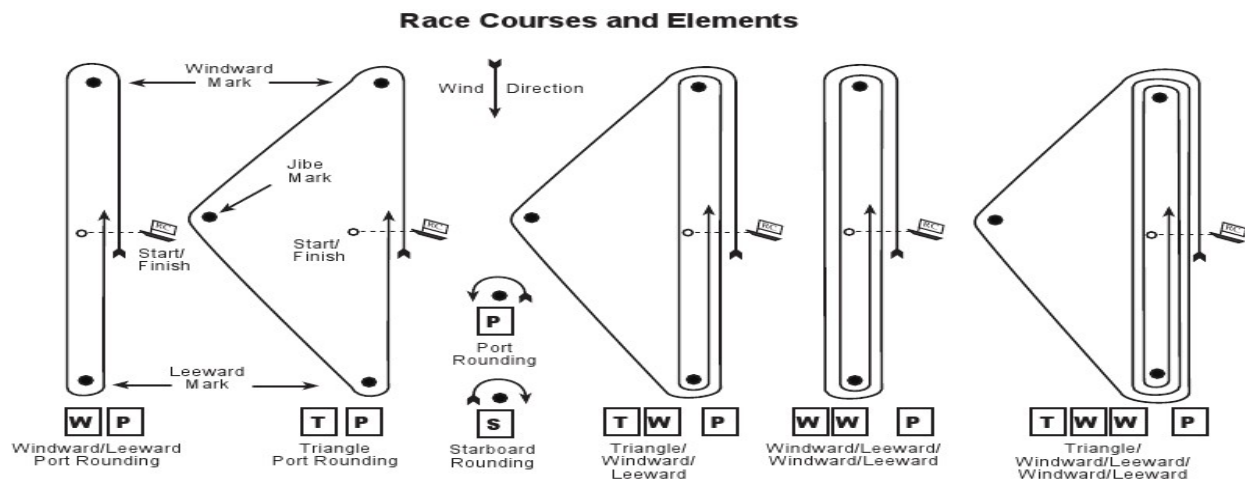 Race Courses and Elements
Windward
Mark
Wind
Direction
Jibe
Mark
RC
Start/
Finish
Start/
Finish
RC
RC
RC
RC
P
Port
Rounding
Leeward
Mark
S
Starboard
Rounding
W P
Windward/Leeward
Port Rounding
T P
Triangle
Port Rounding
T W P
Triangle/
Windward/
Leeward
W W P
Windward/Leeward/
Windward/Leeward
T W W P
Triangle/
Windward/Leeward/
Windward/Leeward